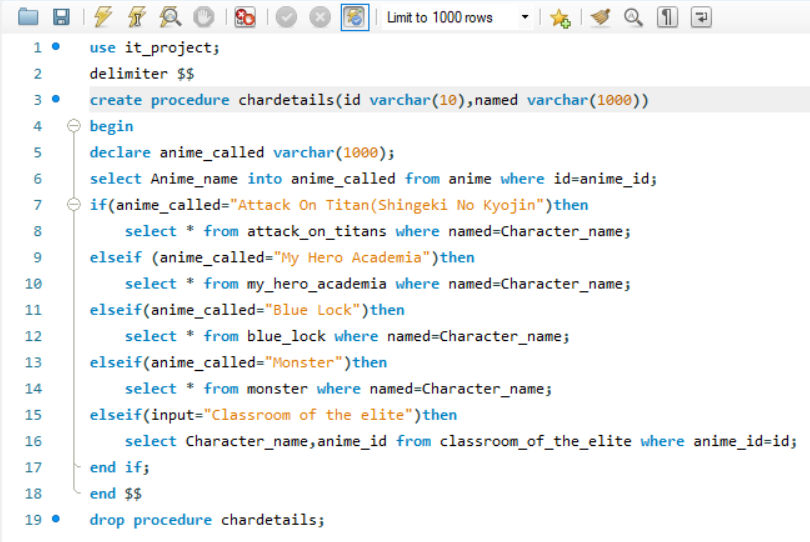 Limit to 1000 rows
1 use it_project;
2 delimiter $$
3 create procedure chardetails(id varchar(10),named varchar(1000))
4 begin
5 declare anime_called varchar(1000);
6 select Anime_name into anime_called from anime where id=anime_id;
7 if(anime_called="Attack On Titan(Shingeki No Kyojin")then
8 select * from attack_on_titans where named=Character_name;
9 elseif (anime_called="My Hero Academia")then
10 select * from my_hero_academia where named=Character_name;
11 elseif(anime_called="Blue Lock")then
12 select * from blue_lock where named=Character_name;
13 elseif(anime_called="Monster")then
14 select * from monster where named=Character_name;
15 elseif(input="Classroom of the elite")then
16 select Character_name,anime_id from classroom_of_the_elite where anime_id=id;
17 end if;
18 end $$
19 drop procedure chardetails;